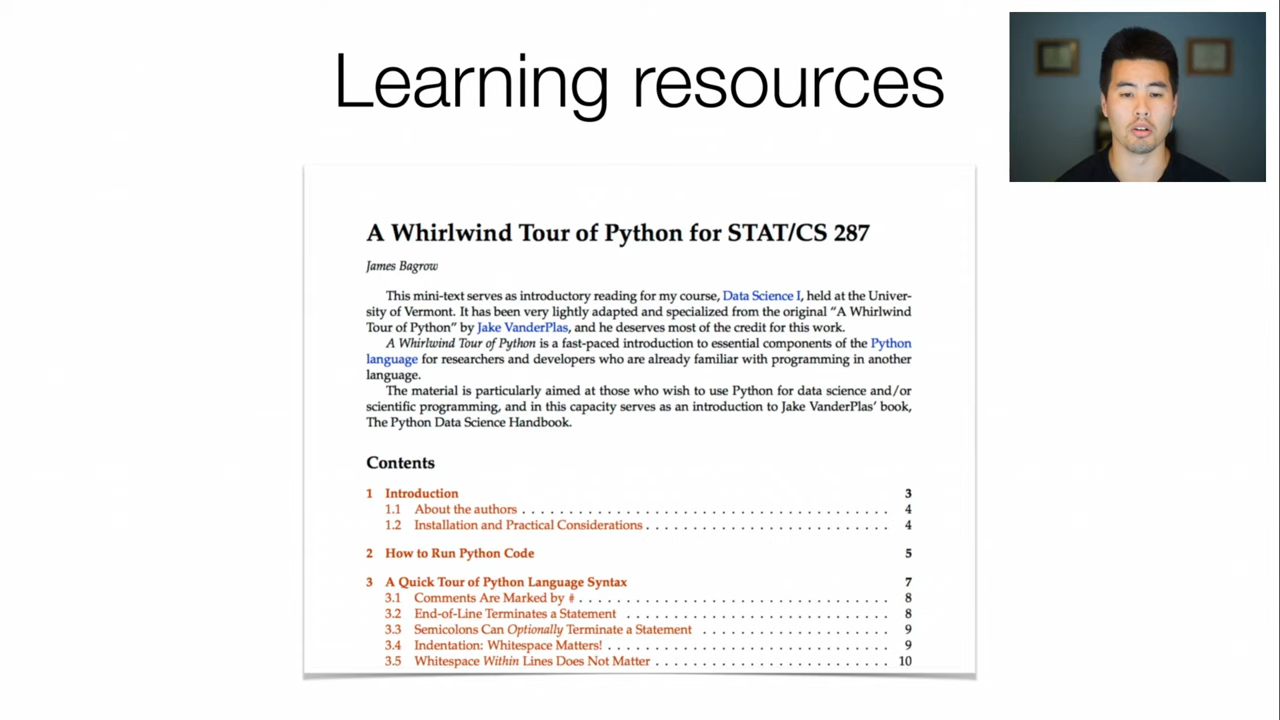 Learning resources
A Whirlwind Tour of Python for STAT/CS 287
James Bagrow
This mini-text serves as introductory reading for my course, Data Science I, held at the Univer-
sity of Vermont. It has been very lightly adapted and specialized from the original “A Whirlwind
Tour of Python” by Jake VanderPlas, and he deserves most of the credit for this work.
A Whirlwind Tour of Python is a fast-paced introduction to essential components of the Python
language for researchers and developers who are already familiar with programming in another
language.
The material is particularly aimed at those who wish to use Python for data science and/or
scientific programming, and in this capacity serves as an introduction to Jake VanderPlas’ book,
The Python Data Science Handbook.
Contents
1 Introduction 3
1.1 About the authors . . . . . . . . . . . . . . . . . . . . . . . . . . . . . . . . . . . . 4
1.2 Installation and Practical Considerations . . . . . . . . . . . . . . . . . . . . . . . 4
2 How to Run Python Code 5
3 A Quick Tour of Python Language Syntax 7
3.1 Comments Are Marked by # . . . . . . . . . . . . . . . . . . . . . . . . . . . . . 8
3.2 End-of-Line Terminates a Statement . . . . . . . . . . . . . . . . . . . . . . . . . 8
3.3 Semicolons Can Optionally Terminate a Statement . . . . . . . . . . . . . . . . . 9
3.4 Indentation: Whitespace Matters! . . . . . . . . . . . . . . . . . . . . . . . . . . . 9
3.5 Whitespace Within Lines Does Not Matter . . . . . . . . . . . . . . . . . . . . . . 10